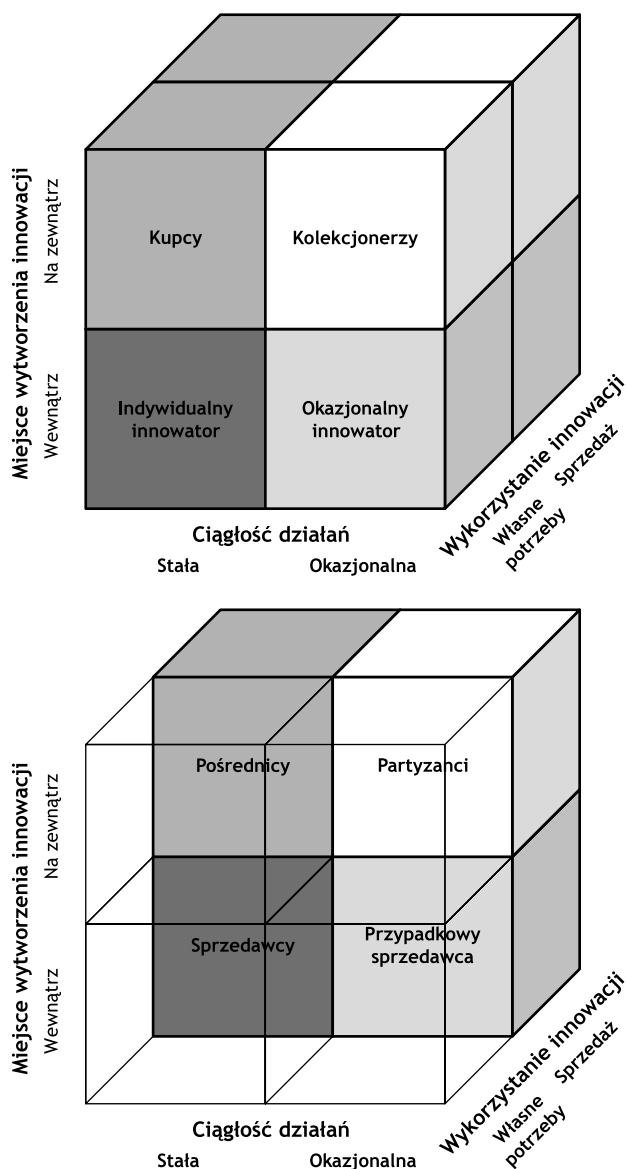 Miejsce wytworzenia innowacji
Na zewnątrz
Wewnątrz
Kupcy
Kolekcjonerzy
Indywidualny
innowator
Okazjonalny
innowator
Ciągłość działań
Stała
Okazjonalna
Wykorzystanie innowacji
Własne
potrzeby
Sprzedaż
Miejsce wytworzenia innowacji
Na zewnątrz
Wewnątrz
Pośrednicy
Partyzanci
Sprzedawcy
Przypadkowy
sprzedawca
Ciągłość działań
Stała
Okazjonalna
Wykorzystanie innowacji
Własne
potrzeby
Sprzedaż